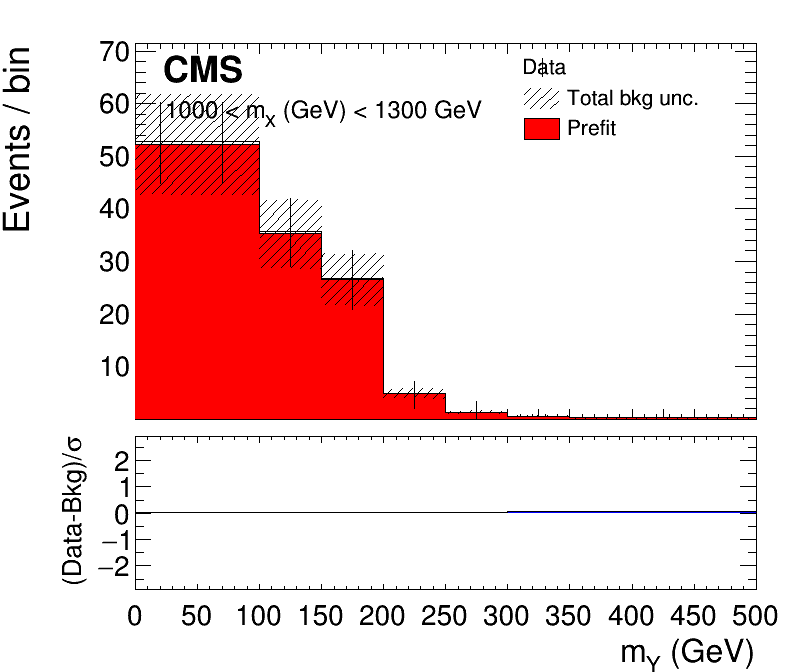 Events / bin
70
60
50
40
30
20
10
CMS
1000 < mX (GeV) < 1300 GeV
Data
Total bkg unc.
Prefit
(Data-Bkg)/σ
2
1
0
−1
−2
0 50 100 150 200 250 300 350 400 450 500
mY (GeV)